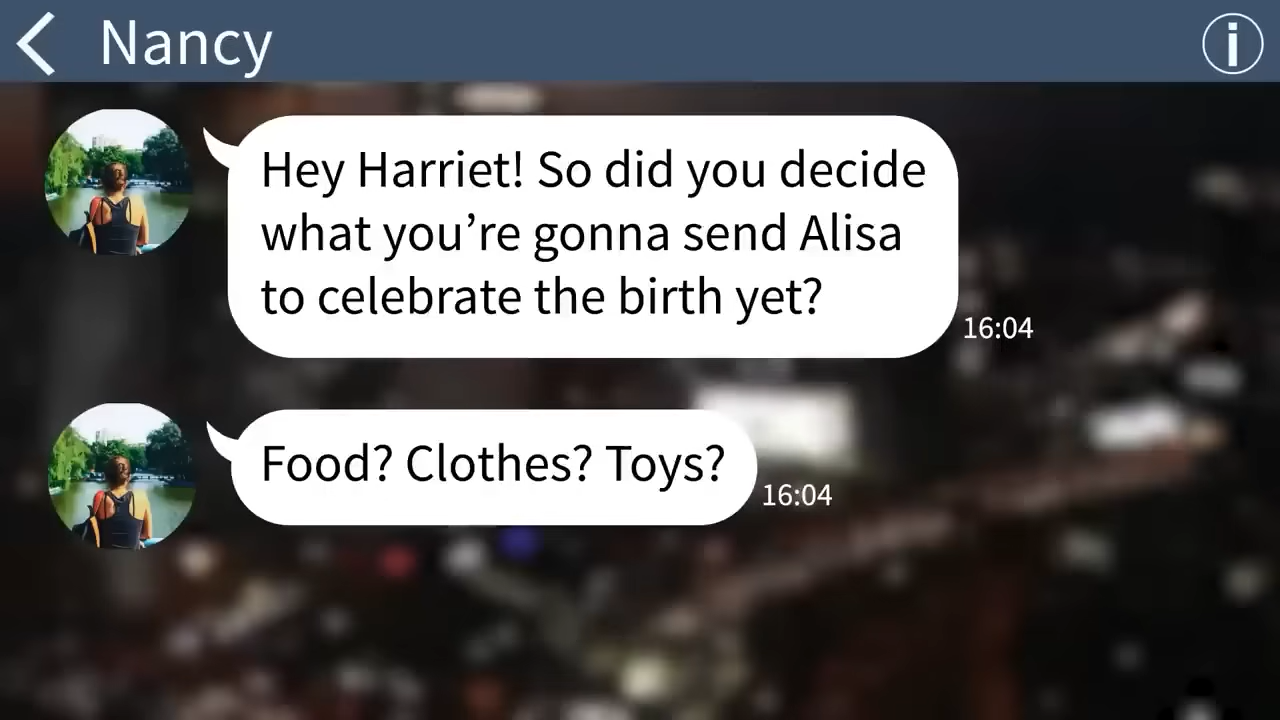 Nancy
Hey Harriet! So did you decide
what you’re gonna send Alisa
to celebrate the birth yet?
16:04
Food? Clothes? Toys?
16:04